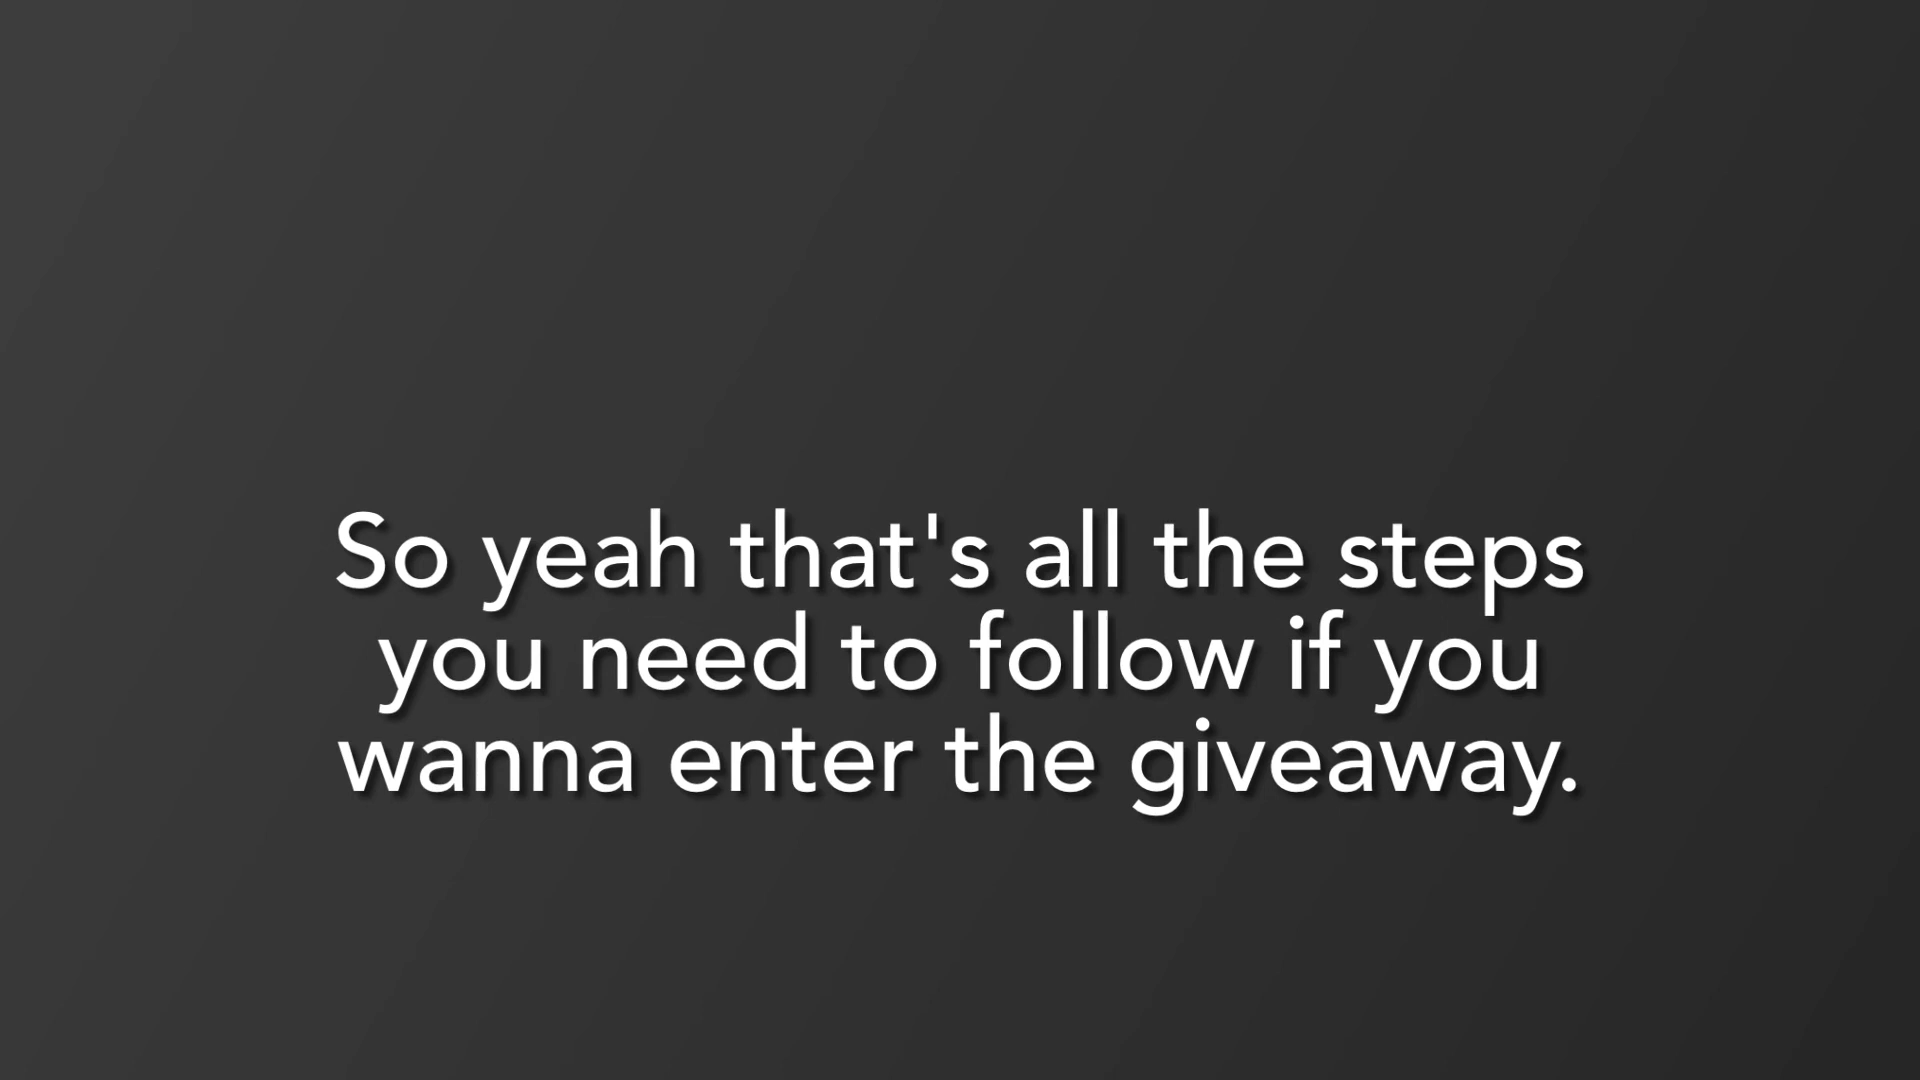 So yeah that's all the steps
you need to follow if you
wanna enter the giveaway.